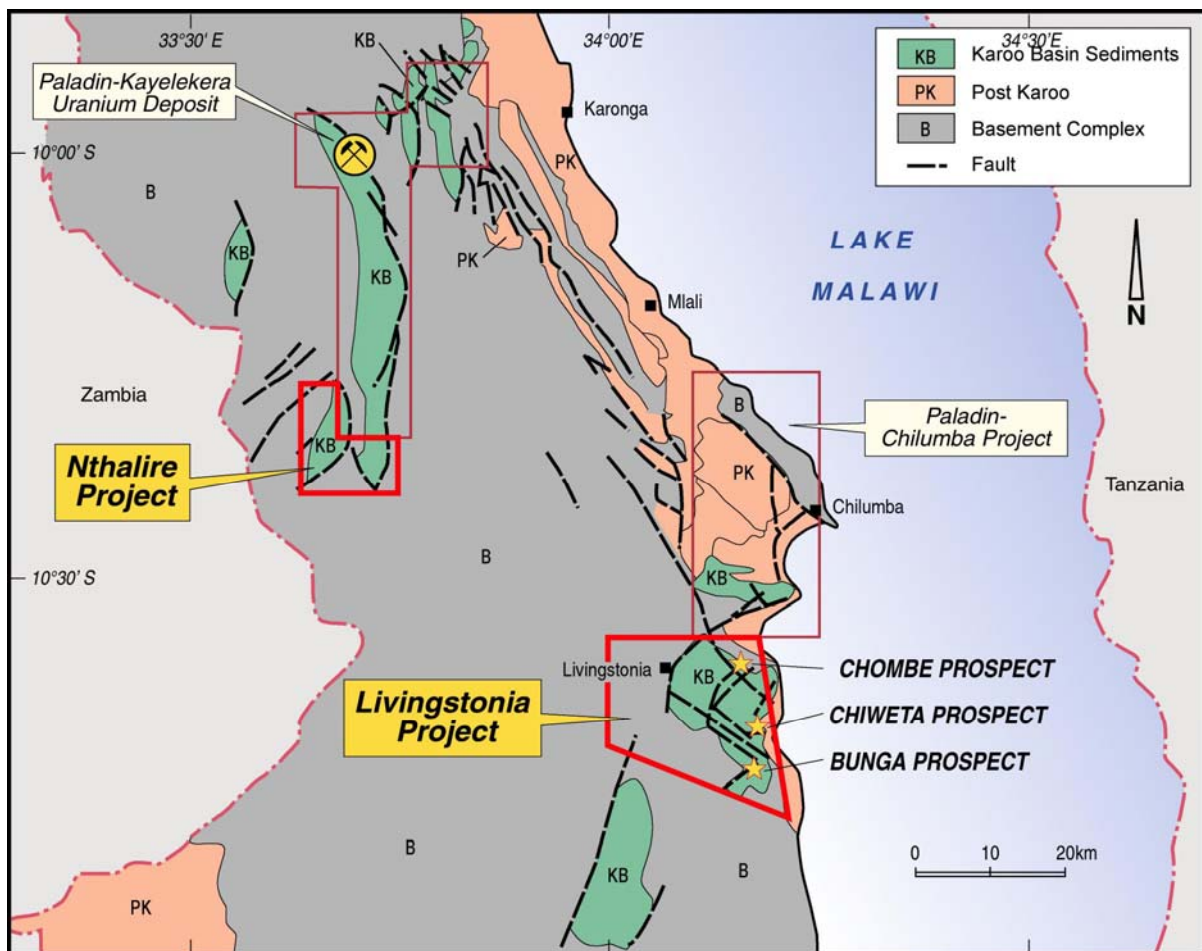 33°30' E
34°00' E
34°30' E
KB
Karoo Basin Sediments
PK
Post Karoo
B
Basement Complex
Fault
KB
Paladin-Kayelekera
Uranium Deposit
Karonga
10°00' S
B
PK
KB
PK
KB
LAKE
MALAWI
N
Mlali
Zambia
B
Paladin-
Chilumba Project
KB
Nthalire
Project
PK
Chilumba
Tanzania
B
10°30' S
KB
Livingstonia
KB
CHOMBE PROSPECT
Livingstonia
Project
CHIWETA PROSPECT
BUNGA PROSPECT
B
KB
B
0 10 20km
PK